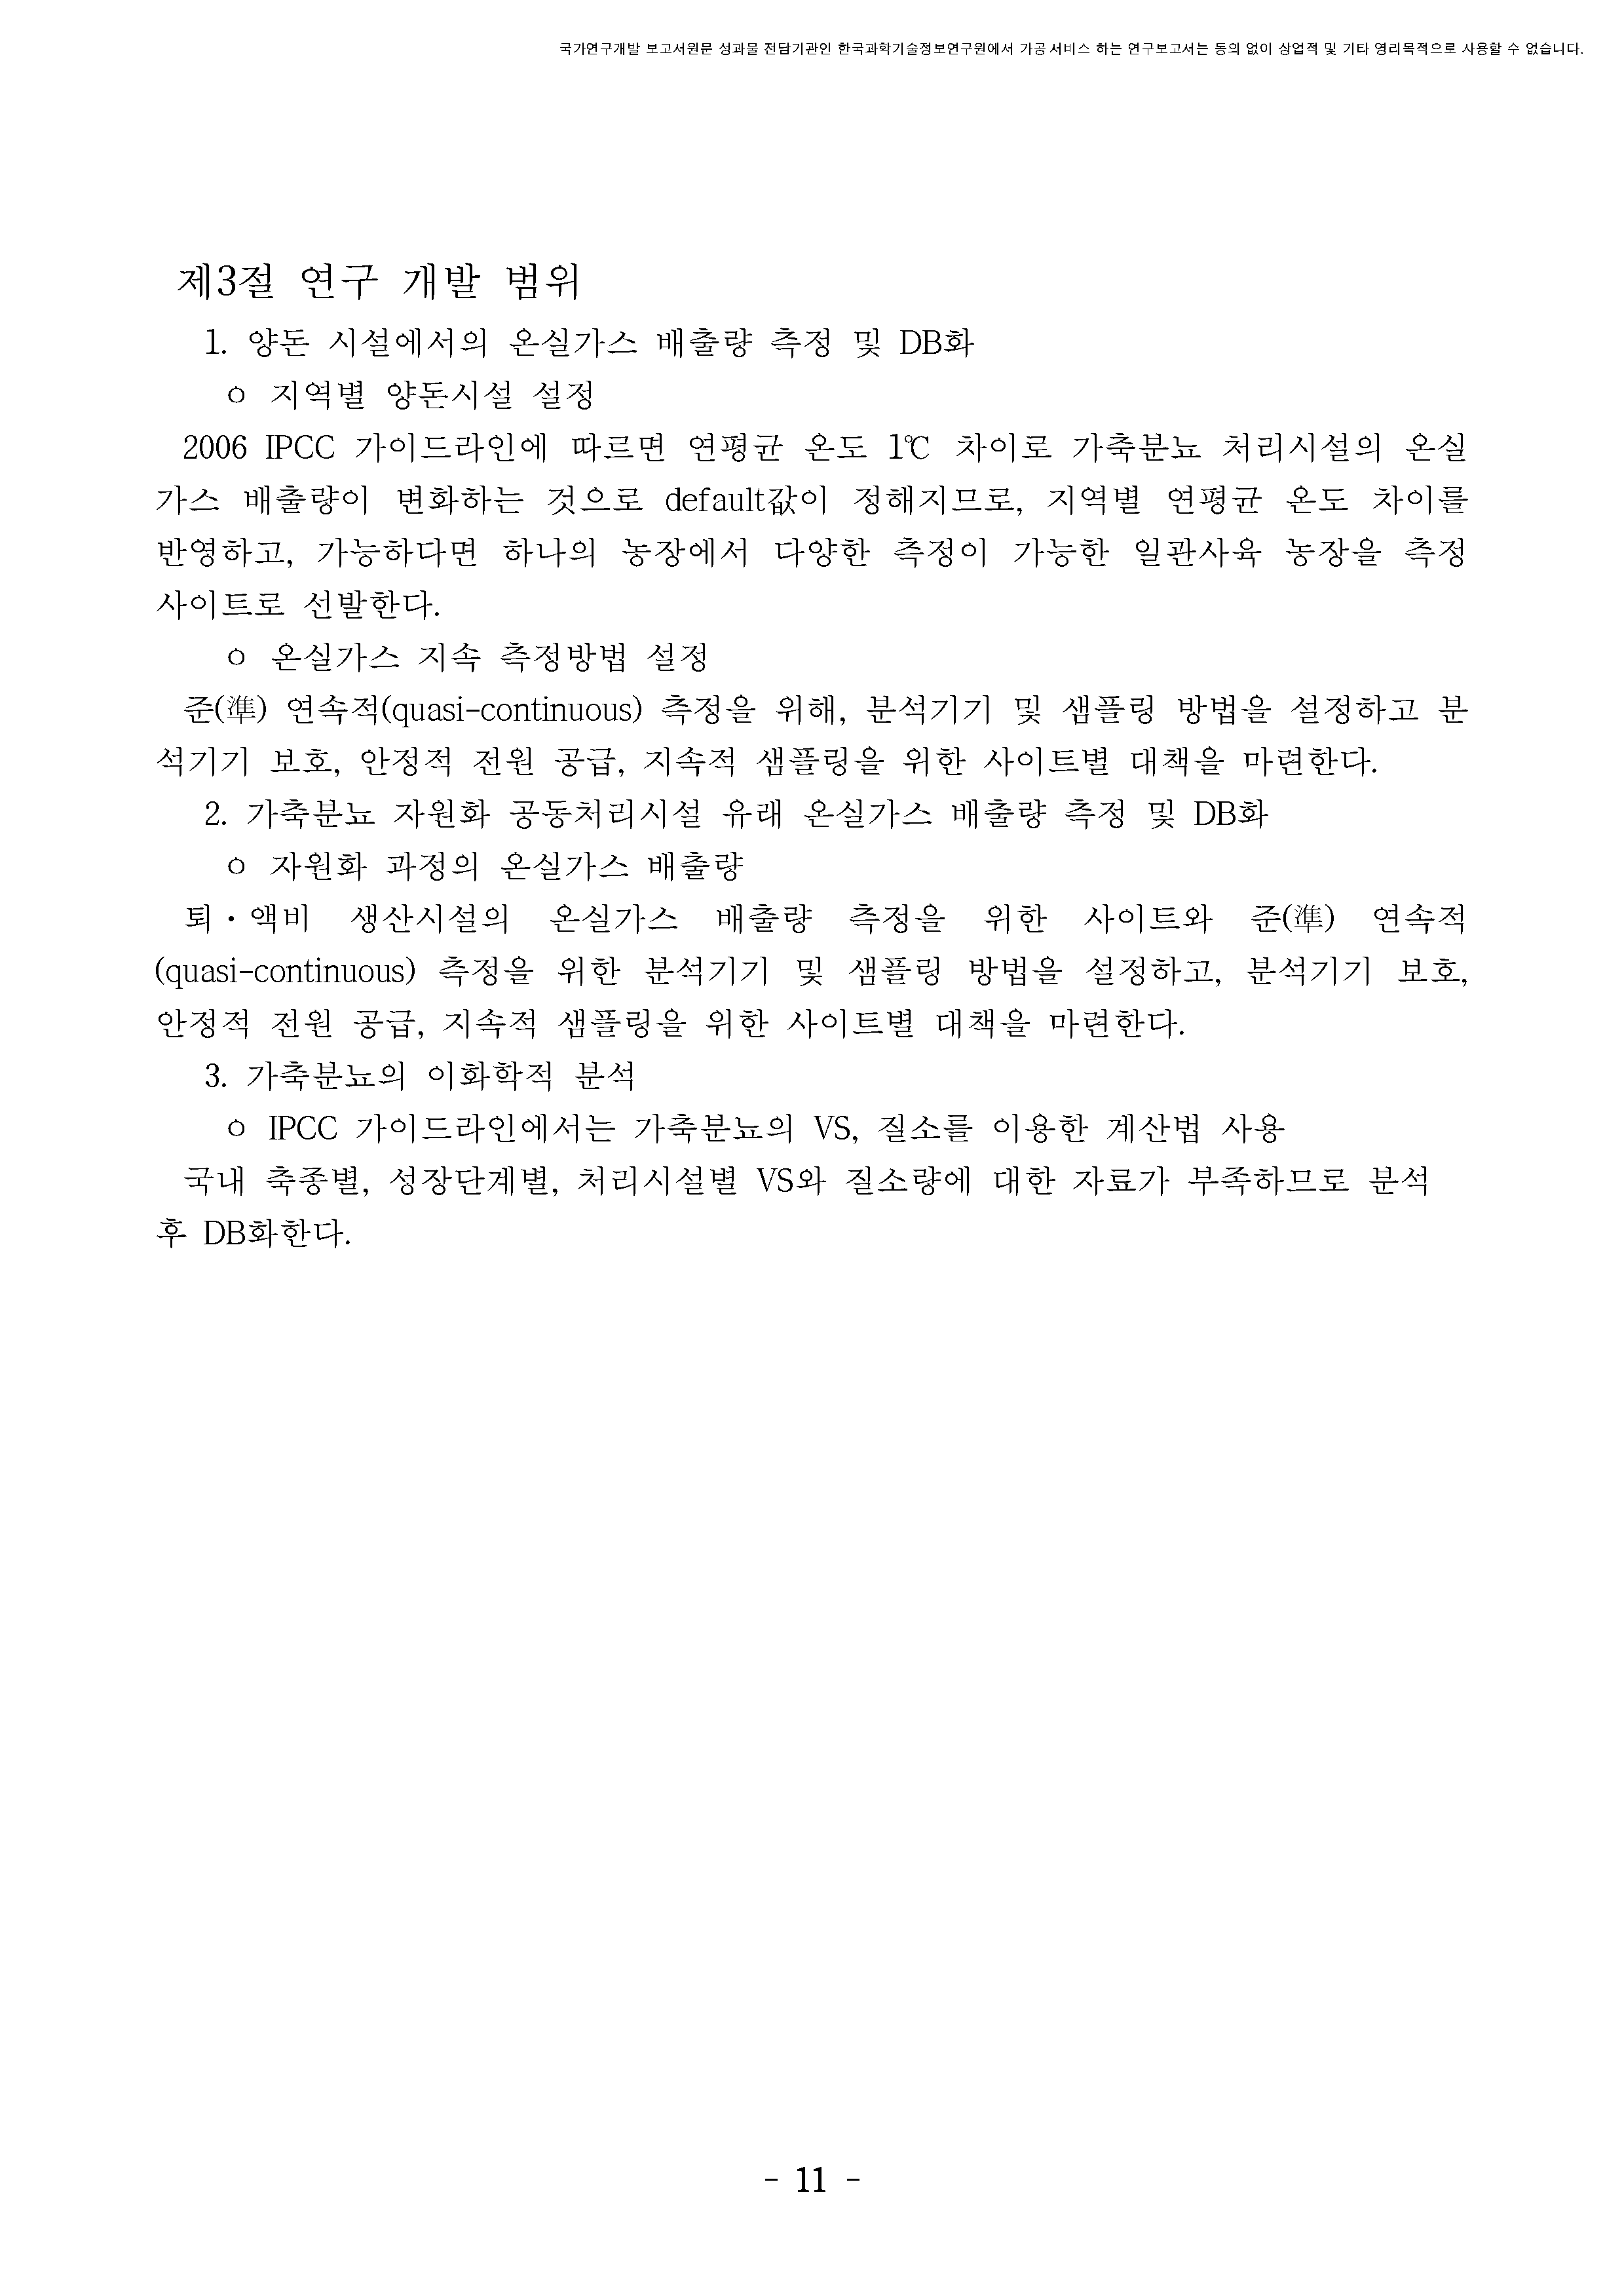 국가연구개발 보고서원문 성과물 전담기관인 한국과학기술정보연구원에서 가공·서비스 하는 연구보고서는 동의 없이 상업적 및 기타 영리목적으로 사용할 수 없습니다.
제3절 연구 개발 범위
1. 양돈 시설에서의 온실가스 배출량 측정 및 DB화
ㅇ 지역별 양돈시설 설정
2006 IPCC 가이드라인에 따르면 연평균 온도 1℃ 차이로 가축분뇨 처리시설의 온실
가스 배출량이 변화하는 것으로 default값이 정해지므로, 지역별 연평균 온도 차이를
반영하고, 가능하다면 하나의 농장에서 다양한 측정이 가능한 일관사육 농장을 측정
사이트로 선발한다.
ㅇ 온실가스 지속 측정방법 설정
준(準) 연속적(quasi-continuous) 측정을 위해, 분석기기 및 샘플링 방법을 설정하고 분
석기기 보호, 안정적 전원 공급, 지속적 샘플링을 위한 사이트별 대책을 마련한다.
2. 가축분뇨 자원화 공동처리시설 유래 온실가스 배출량 측정 및 DB화
ㅇ 자원화 과정의 온실가스 배출량
퇴·액비 생산시설의 온실가스 배출량 측정을 위한 사이트와 준(準) 연속적
(quasi-continuous) 측정을 위한 분석기기 및 샘플링 방법을 설정하고, 분석기기 보호,
안정적 전원 공급, 지속적 샘플링을 위한 사이트별 대책을 마련한다.
3. 가축분뇨의 이화학적 분석
ㅇ IPCC 가이드라인에서는 가축분뇨의 VS, 질소를 이용한 계산법 사용
국내 축종별, 성장단계별, 처리시설별 VS와 질소량에 대한 자료가 부족하므로 분석
후 DB화한다.
- 11 -